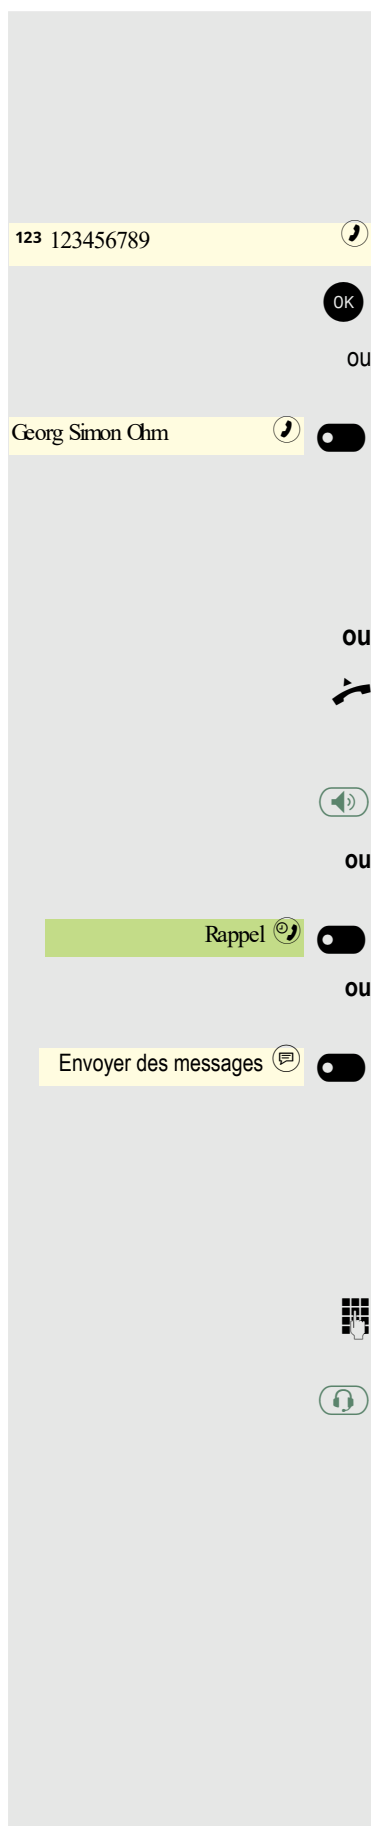 123 123456789
OK
ou
Georg Simon Ohm
ou
ou
Rappel
ou
Envoyer des messages